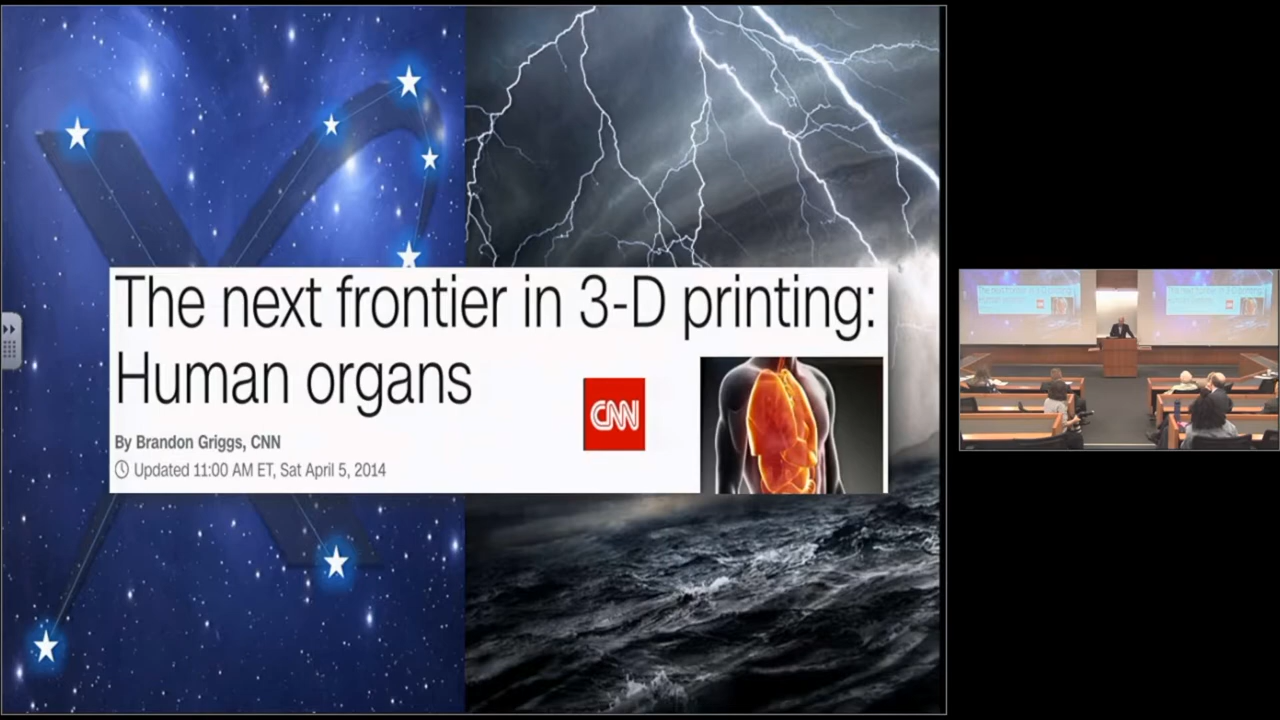 The next frontier in 3-D printing:
Human organs
CNN
By Brandon Griggs, CNN
Updated 11:00 AM ET, Sat April 5, 2014